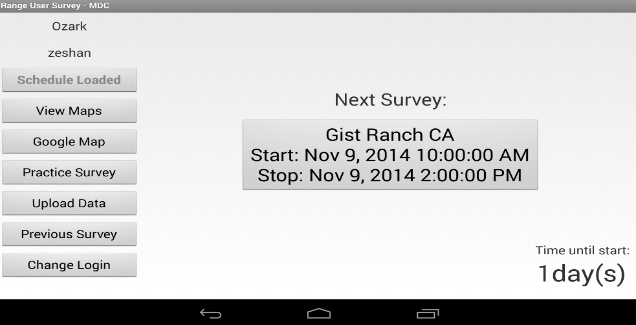 Range User Survey - MDC
Ozark
zeshan
Schedule Loaded
View Maps
Google Map
Practice Survey
Upload Data
Previous Survey
Change Login
Next Survey:
Gist Ranch CA
Start: Nov 9, 2014 10:00:00 AM
Stop: Nov 9, 2014 2:00:00 PM
Time until start:
1day(s)